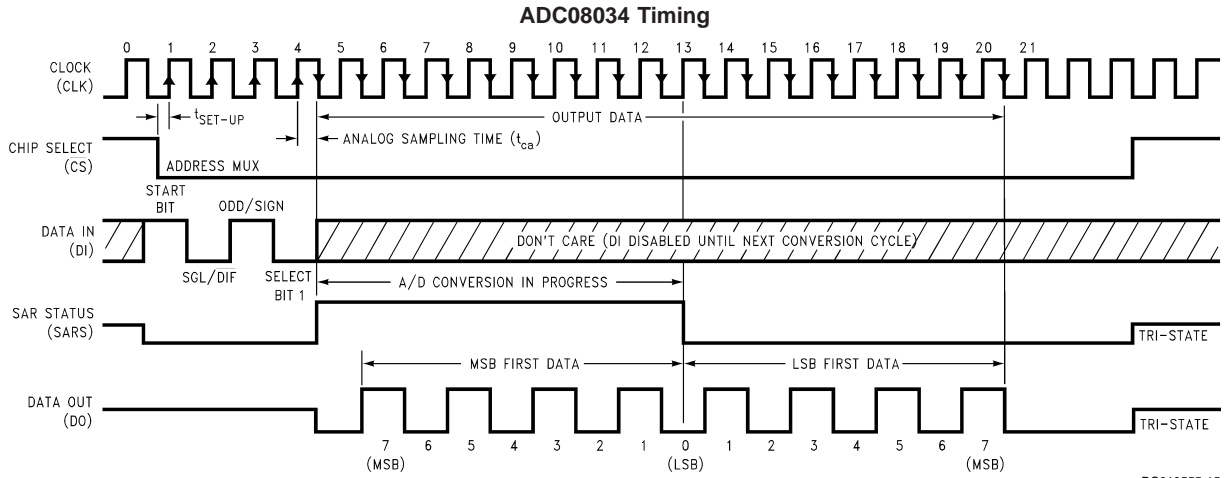 ADC08034 Timing
0 1 2 3 4 5 6 7 8 9 10 11 12 13 14 15 16 17 18 19 20 21
CLOCK
(CLK)
tSET-UP
OUTPUT DATA
ANALOG SAMPLING TIME (tca)
CHIP SELECT
(CS)
ADDRESS MUX
START
BIT
ODD/SIGN
DATA IN
(DI)
DON'T CARE (DI DISABLED UNTIL NEXT CONVERSION CYCLE)
SGL/DIF
SELECT
BIT 1
A/D CONVERSION IN PROGRESS
SAR STATUS
(SARS)
TRI-STATE
MSB FIRST DATA
LSB FIRST DATA
DATA OUT
(DO)
TRI-STATE
7 6 5 4 3 2 1 0 1 2 3 4 5 6 7
(MSB) (LSB) (MSB)